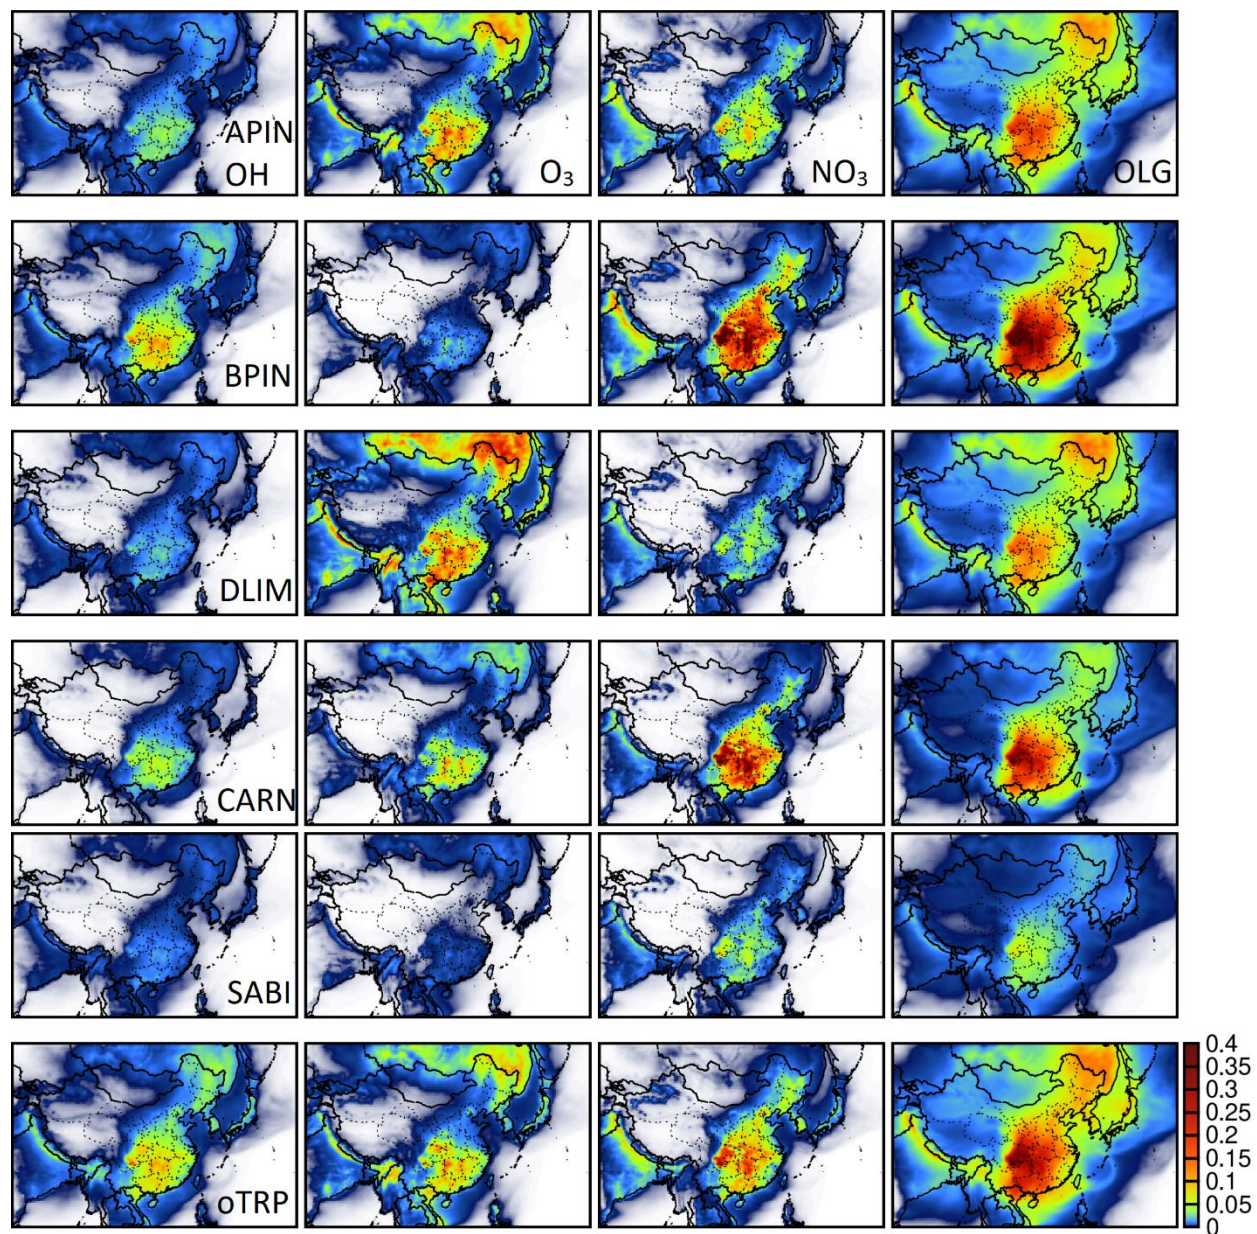 APIN
OH
O₃
NO₃
OLG
BPIN
DLIM
CARN
SABI
oTRP
0.4
0.35
0.3
0.25
0.2
0.15
0.1
0.05
0